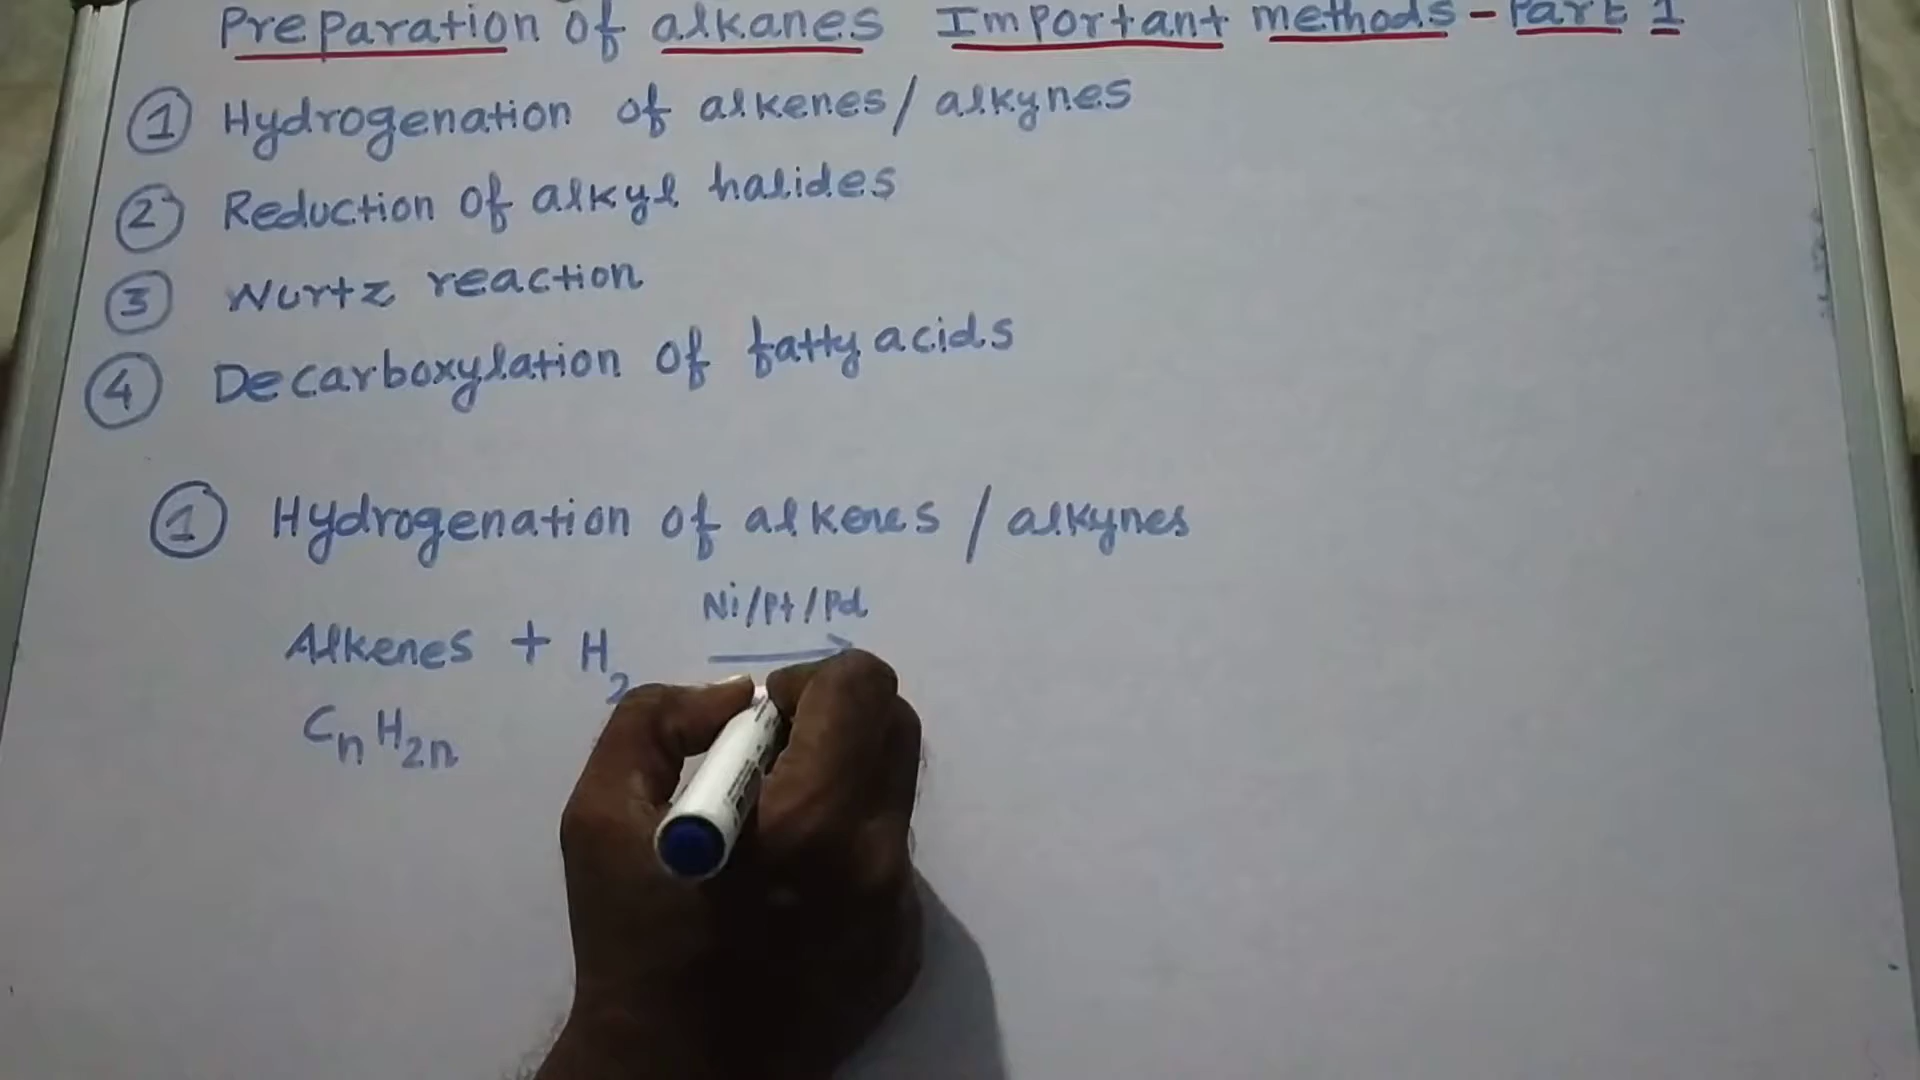 Preparation of alkanes Important methods - Part 1
1 Hydrogenation of alkenes / alkynes
2 Reduction of alkyl halides
3 Wurtz reaction
4 Decarboxylation of fatty acids
1 Hydrogenation of alkenes / alkynes
Ni/Pt/Pd
Alkenes + H2 →
CnH2n